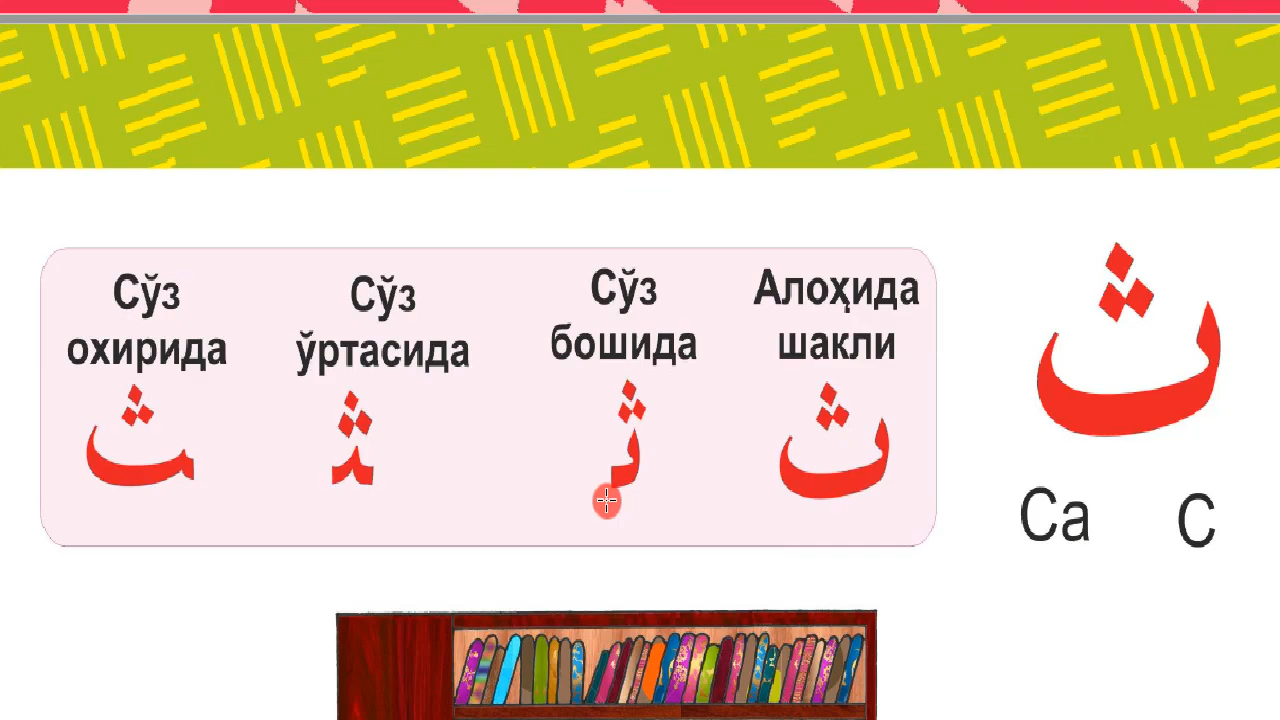 Сўз
охирида
Сўз
ўртасида
Сўз
бошида
Алоҳида
шакли
ـث
ـثـ
ثـ
ث
ث
Са
С